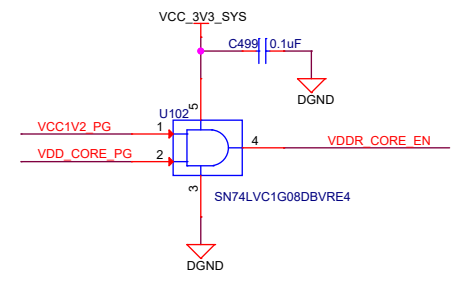 VCC_3V3_SYS
C499 0.1uF
DGND
U102
5
VCC1V2_PG 1
4 VDDR_CORE_EN
VDD_CORE_PG 2
3
SN74LVC1G08DBVRE4
DGND